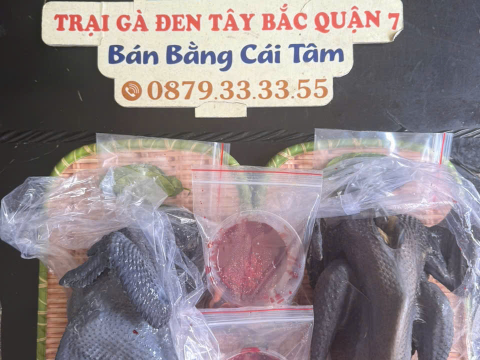 TRẠI GÀ ĐEN TÂY BẮC QUẬN 7
Bán Bằng Cái Tâm
0879.33.33.55